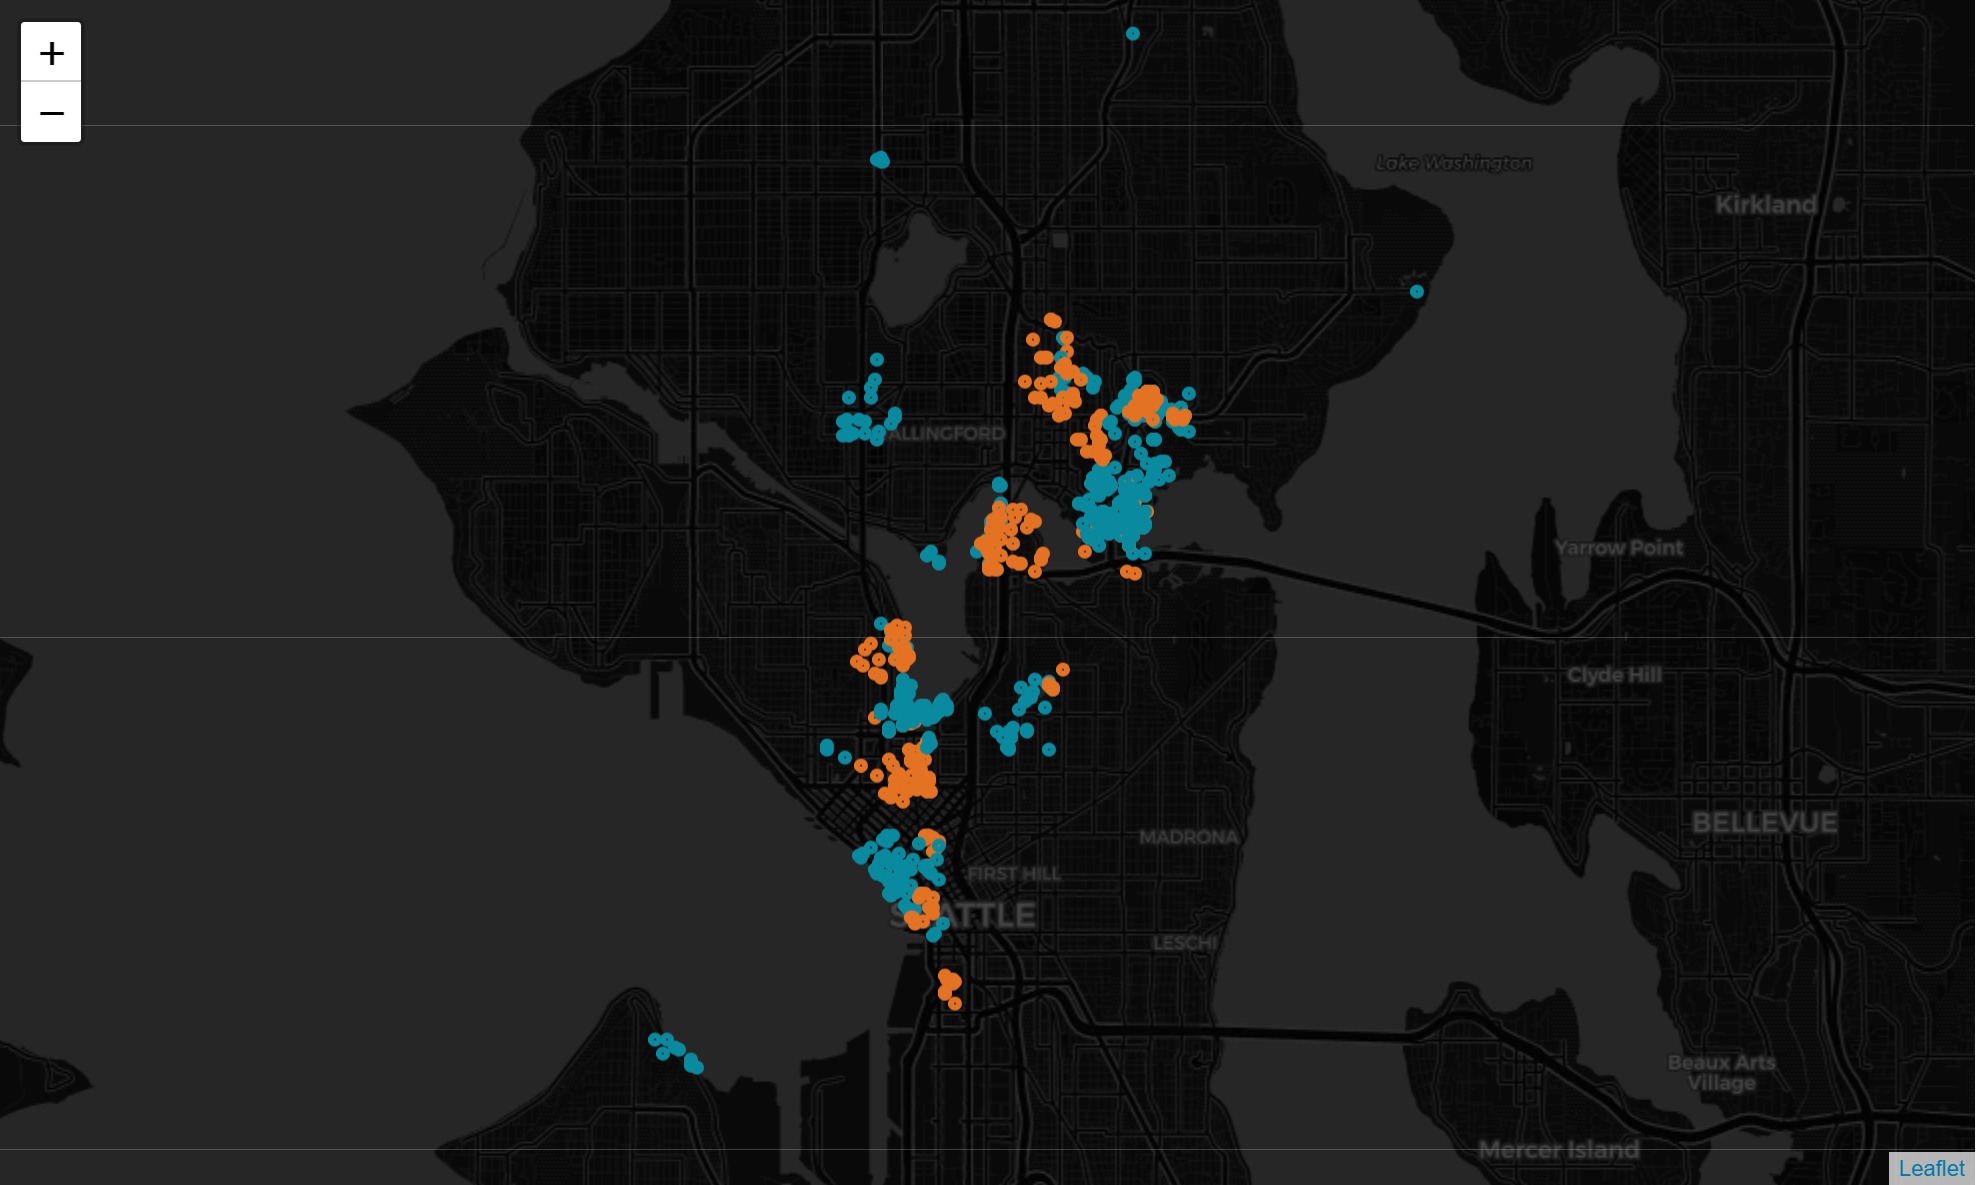 +
−
Lake Washington
Kirkland
ALLINGFORD
Yarrow Point
Clyde Hill
BELLEVUE
MADRONA
FIRST HILL
S ATTLE
LESCHI
Beaux Arts
Village
Mercer Island
Leaflet